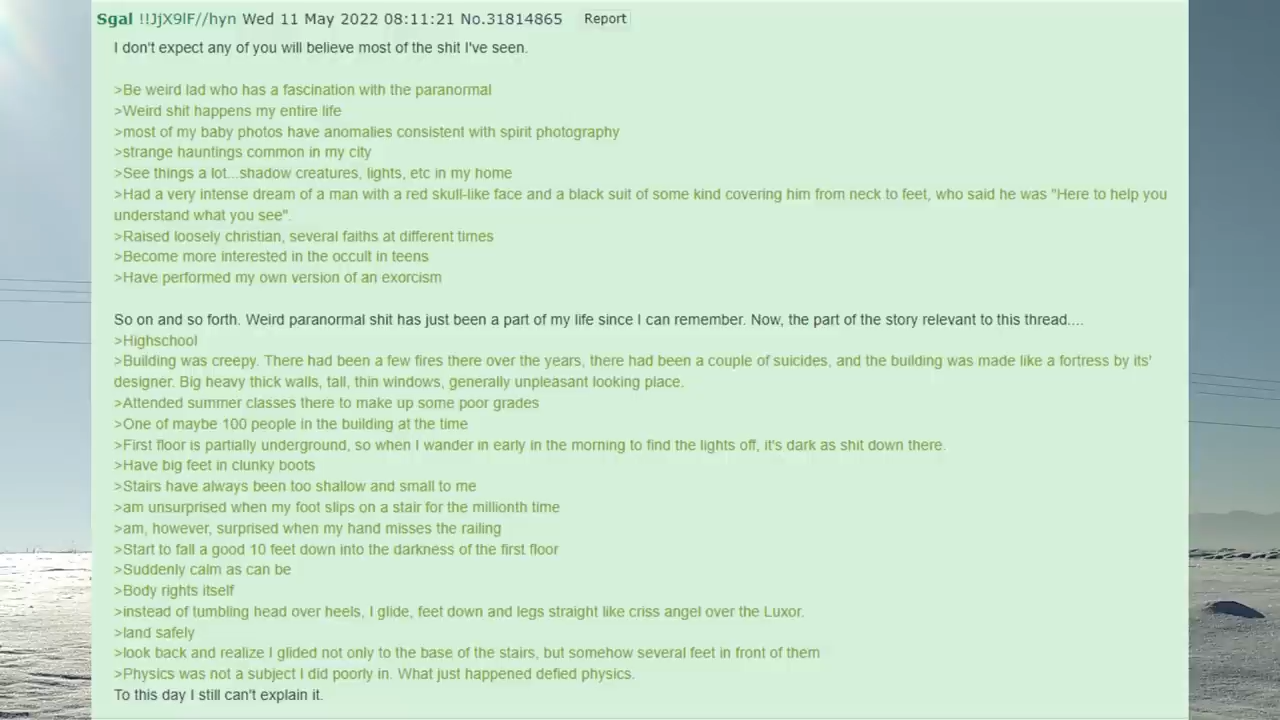 Sgal !!JjX9lF//hyn Wed 11 May 2022 08:11:21 No.31814865 Report
I don't expect any of you will believe most of the shit I've seen.
>Be weird lad who has a fascination with the paranormal
>Weird shit happens my entire life
>most of my baby photos have anomalies consistent with spirit photography
>strange hauntings common in my city
>See things a lot...shadow creatures, lights, etc in my home
>Had a very intense dream of a man with a red skull-like face and a black suit of some kind covering him from neck to feet, who said he was "Here to help you
understand what you see".
>Raised loosely christian, several faiths at different times
>Become more interested in the occult in teens
>Have performed my own version of an exorcism
So on and so forth. Weird paranormal shit has just been a part of my life since I can remember. Now, the part of the story relevant to this thread....
>Highschool
>Building was creepy. There had been a few fires there over the years, there had been a couple of suicides, and the building was made like a fortress by its'
designer. Big heavy thick walls, tall, thin windows, generally unpleasant looking place.
>Attended summer classes there to make up some poor grades
>One of maybe 100 people in the building at the time
>First floor is partially underground, so when I wander in early in the morning to find the lights off, it's dark as shit down there.
>Have big feet in clunky boots
>Stairs have always been too shallow and small to me
>am unsurprised when my foot slips on a stair for the millionth time
>am, however, surprised when my hand misses the railing
>Start to fall a good 10 feet down into the darkness of the first floor
>Suddenly calm as can be
>Body rights itself
>instead of tumbling head over heels, I glide, feet down and legs straight like criss angel over the Luxor.
>land safely
>look back and realize I glided not only to the base of the stairs, but somehow several feet in front of them
>Physics was not a subject I did poorly in. What just happened defied physics.
To this day I still can't explain it.